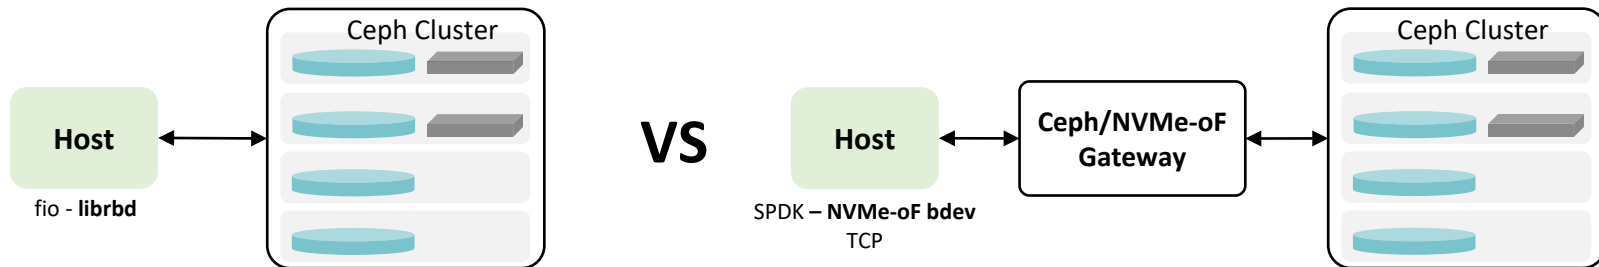 Ceph Cluster
Host
fio - librbd
VS
Host
SPDK – NVMe-oF bdev
TCP
Ceph/NVMe-oF
Gateway
Ceph Cluster